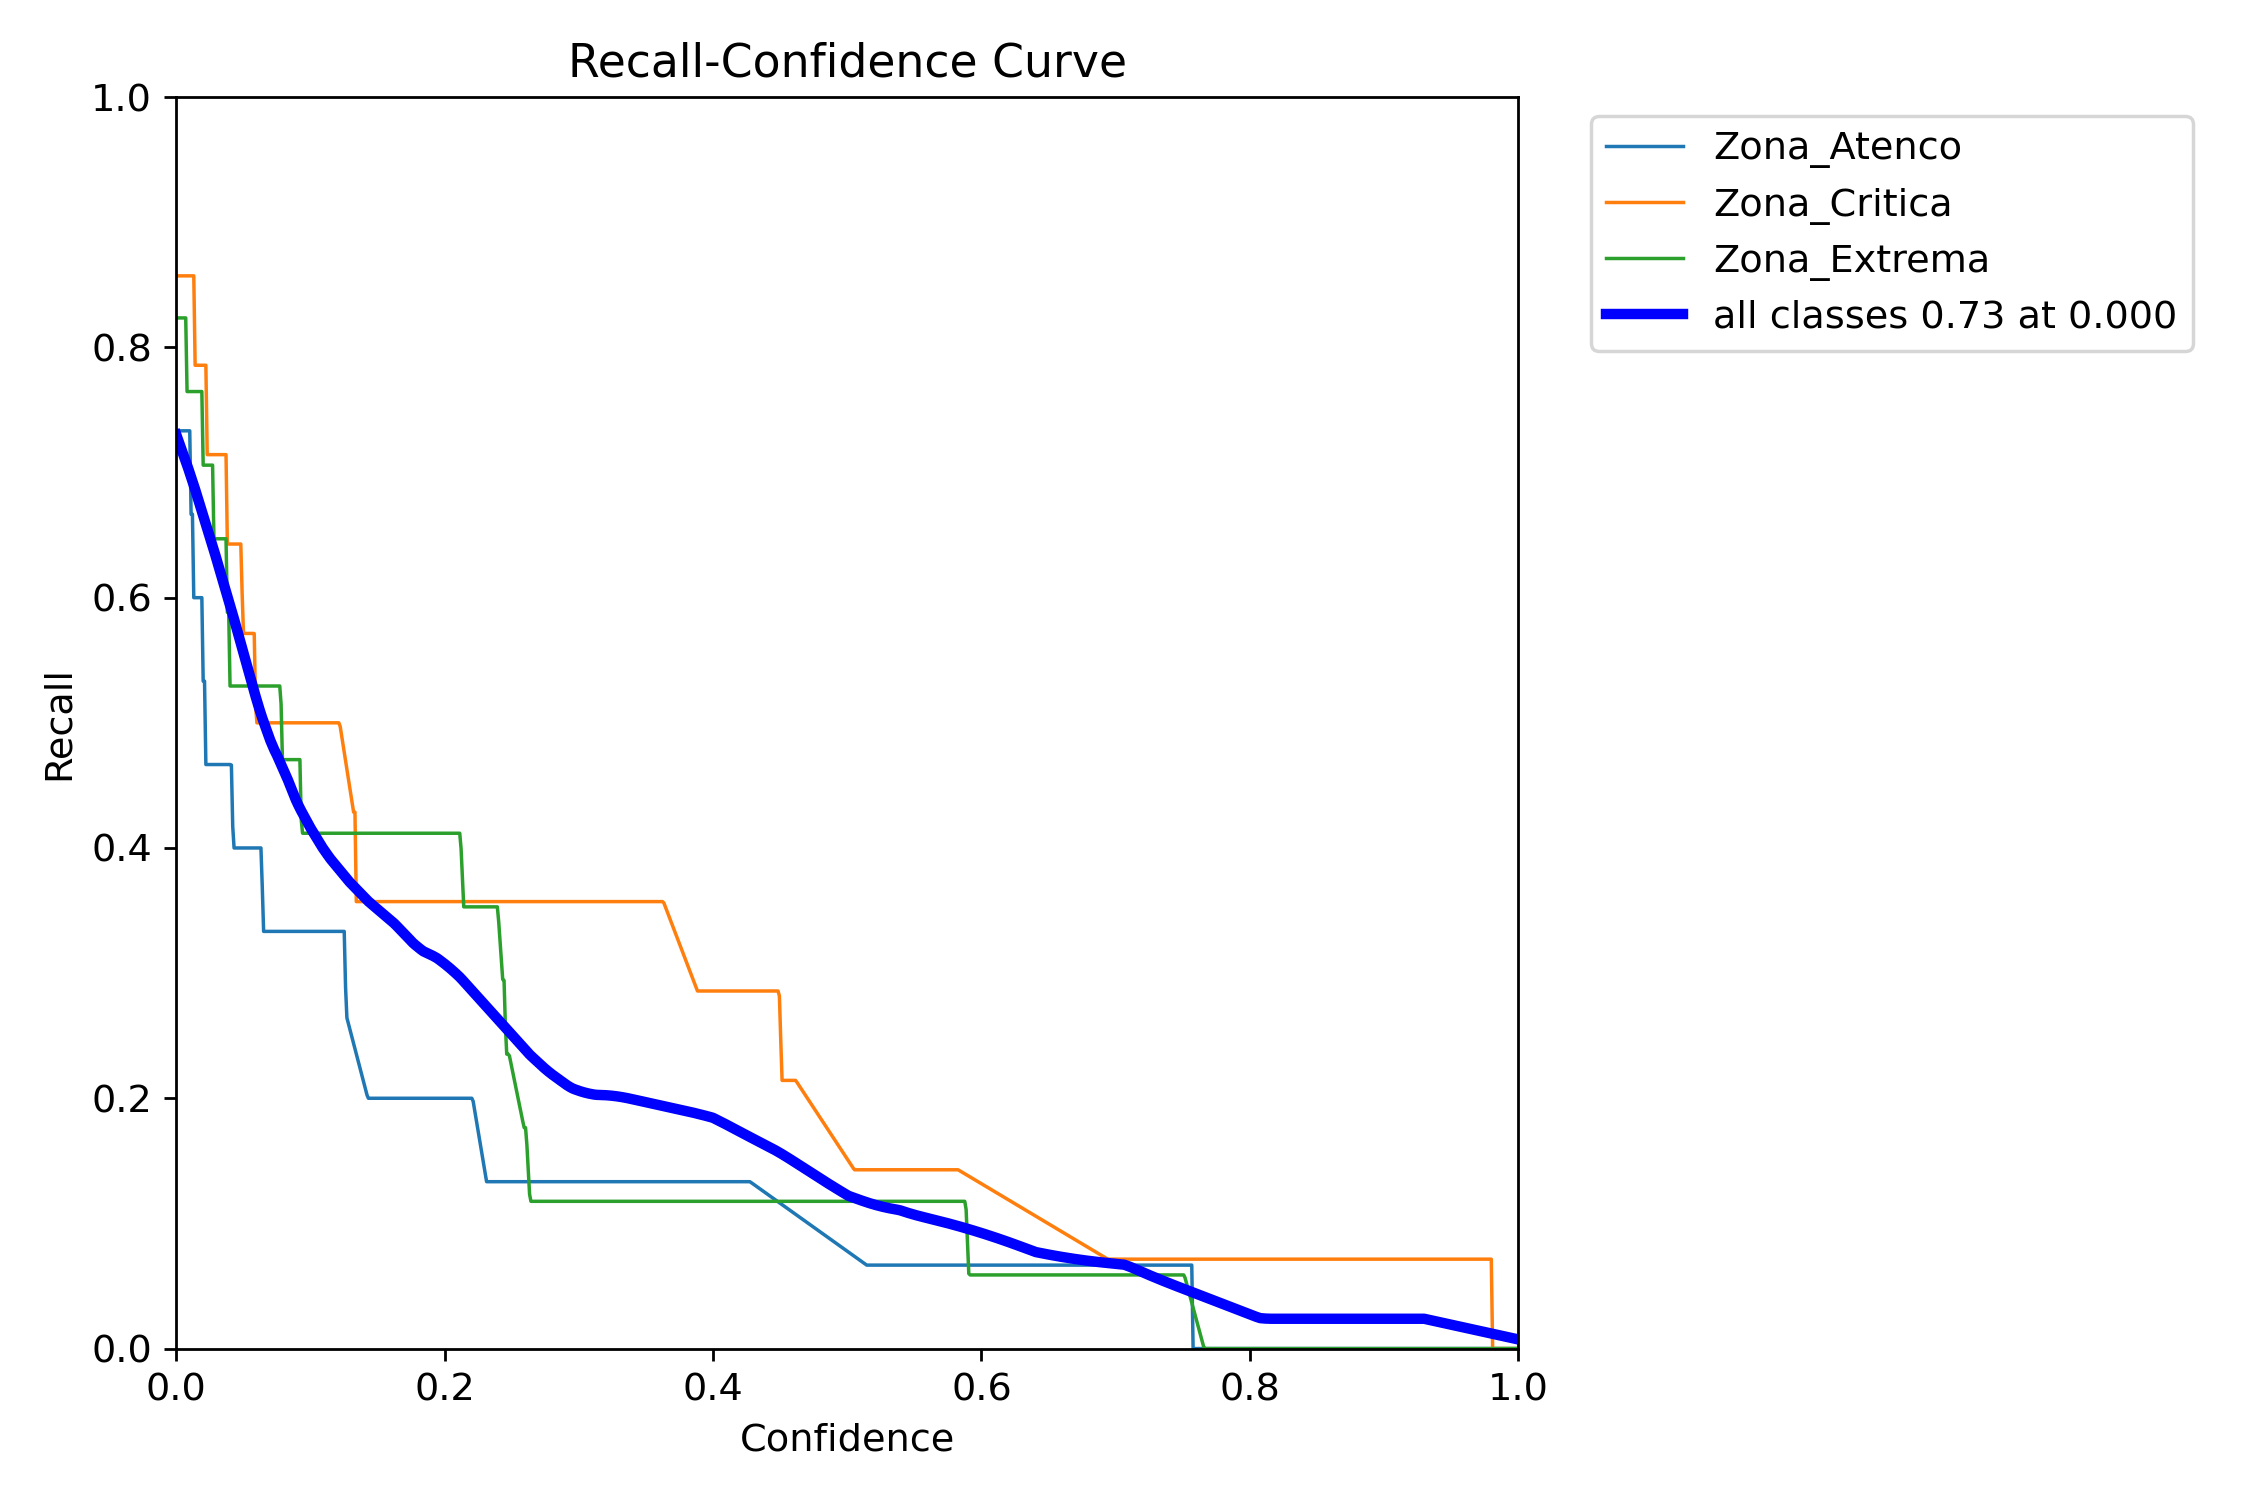 Recall-Confidence Curve
1.0
0.8
0.6
0.4
0.2
0.0
Recall
0.0 0.2 0.4 0.6 0.8 1.0
Confidence
Zona_Atenco
Zona_Critica
Zona_Extrema
all classes 0.73 at 0.000